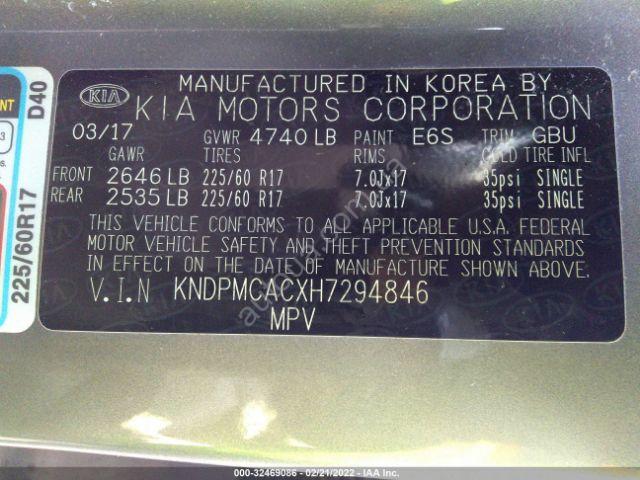 MANUFACTURED IN KOREA BY
KIA KIA MOTORS CORPORATION
03/17 GVWR 4740 LB PAINT E6S TRIM GBU
GAWR TIRES RIMS COLD TIRE INFL
FRONT 2646 LB 225/60 R17 7.0Jx17 35psi SINGLE
REAR 2535 LB 225/60 R17 7.0Jx17 35psi SINGLE
THIS VEHICLE CONFORMS TO ALL APPLICABLE U.S.A. FEDERAL
MOTOR VEHICLE SAFETY AND THEFT PREVENTION STANDARDS
IN EFFECT ON THE DATE OF MANUFACTURE SHOWN ABOVE.
V.I.N KNDPMCACXH7294846
MPV
D40
225/60R17
3
000-32469086 - 02/21/2022 - IAA Inc.